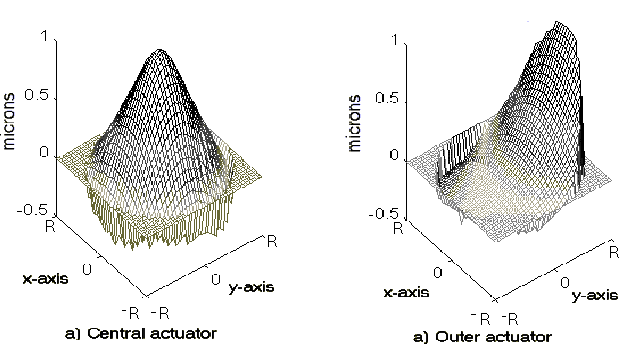 1
0.5
microns
0
-0.5
R
0
x-axis
-R
-R
0
y-axis
R
a) Central actuator
1
0.5
microns
0
-0.5
R
0
x-axis
-R
-R
0
y-axis
R
a) Outer actuator